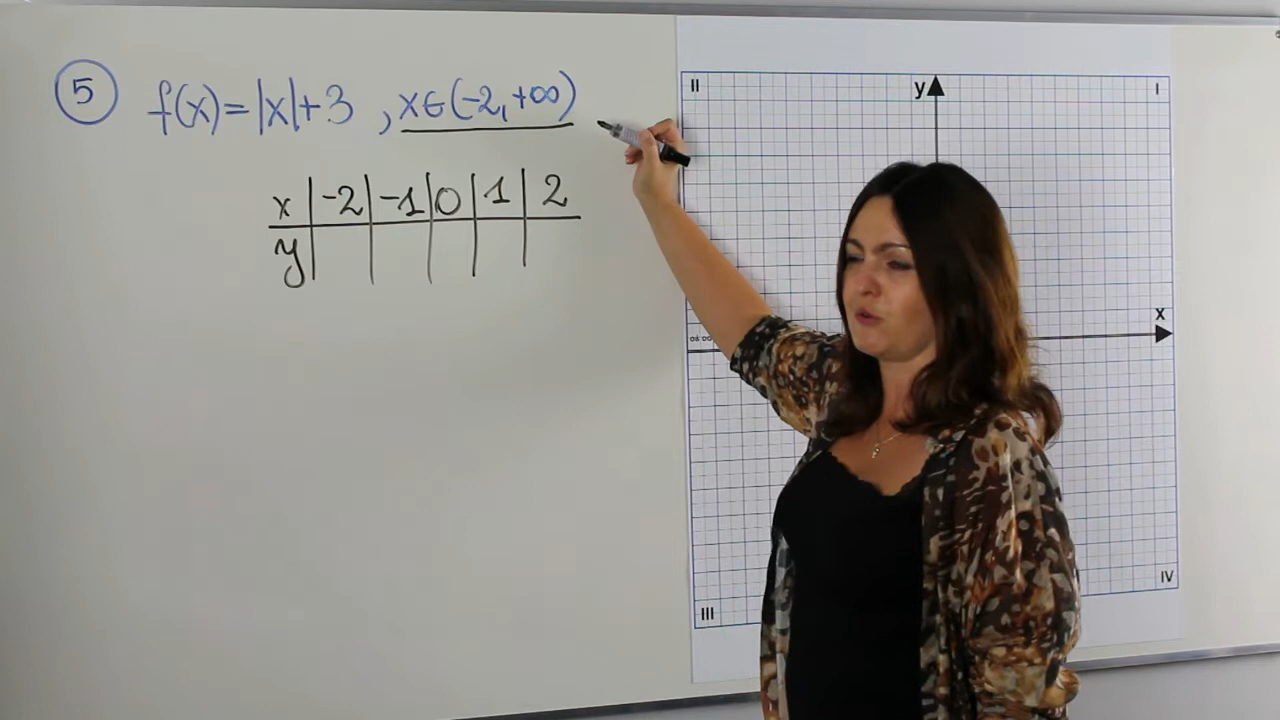 5 f(x)=|x|+3 , x∈(-2,+∞)
x -2 -1 0 1 2
y
II y I
x
III IV